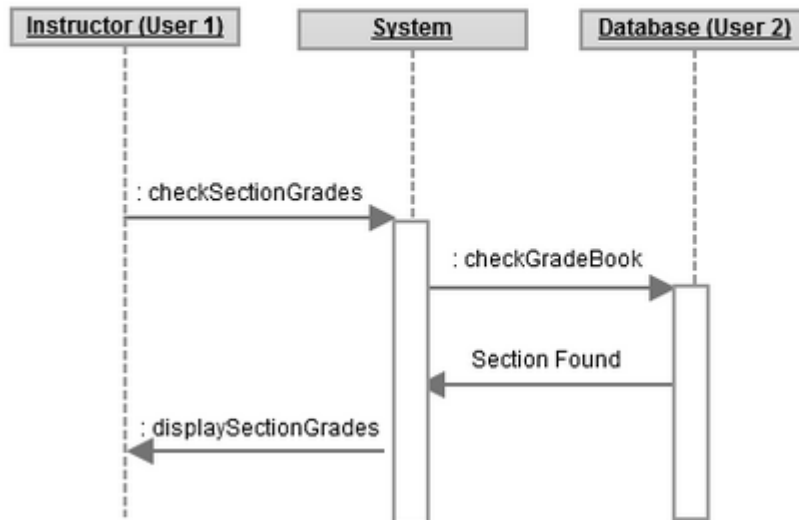 Instructor (User 1)
System
Database (User 2)
: checkSectionGrades
: checkGradeBook
Section Found
: displaySectionGrades